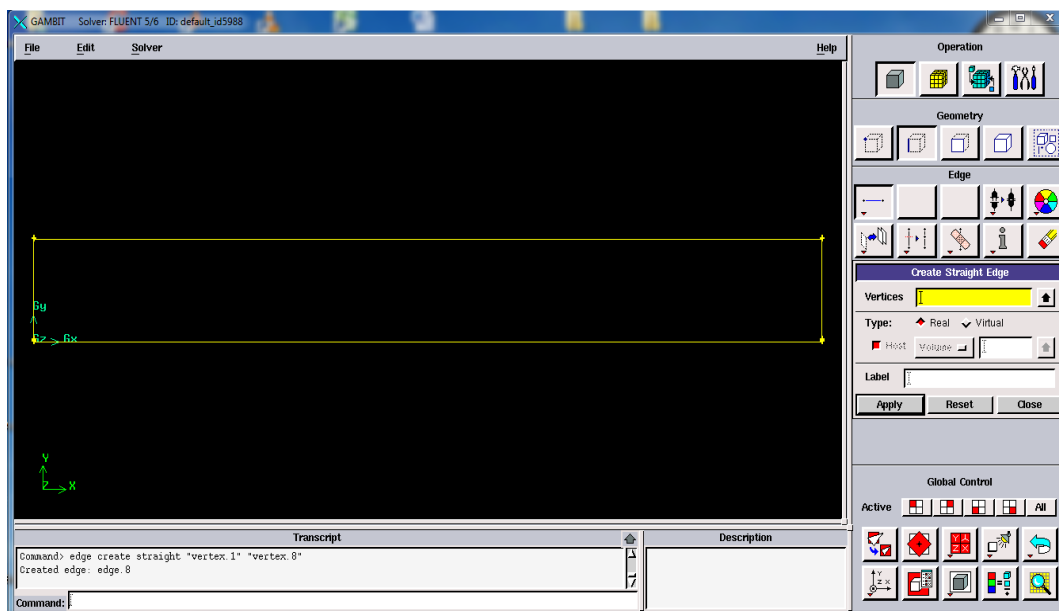 GAMBIT Solver: FLUENT 5/6 ID: default_id5988
File Edit Solver Help
Operation
Geometry
Edge
Create Straight Edge
Vertices
Type: Real Virtual
Host Volume
Label
Apply Reset Close
Gy
Gz Gx
Y
Z X
Global Control
Active All
Transcript
Description
Command> edge create straight "vertex.1" "vertex.8"
Created edge: edge.8
Command: